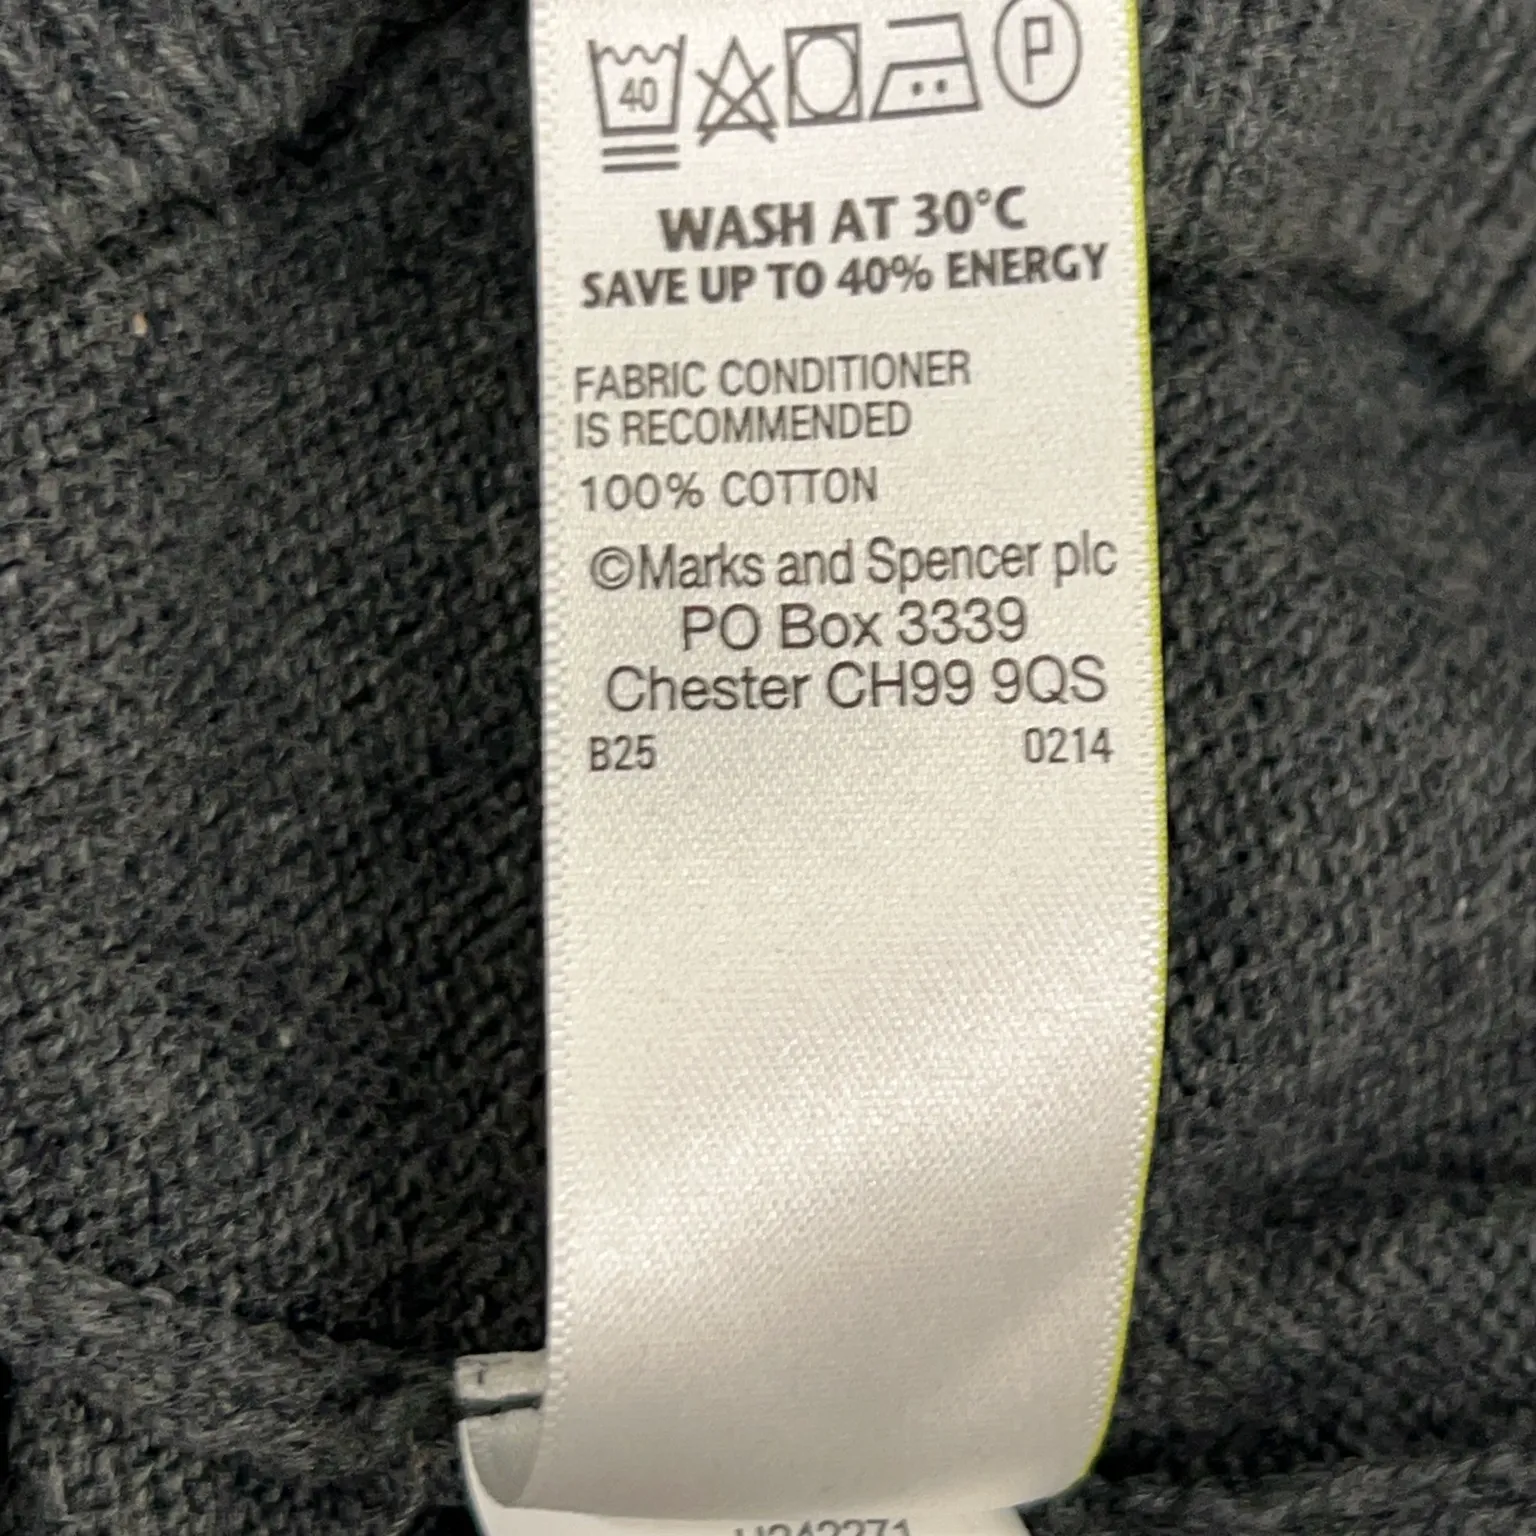 40 P
WASH AT 30°C
SAVE UP TO 40% ENERGY
FABRIC CONDITIONER
IS RECOMMENDED
100% COTTON
©Marks and Spencer plc
PO Box 3339
Chester CH99 9QS
B25 0214